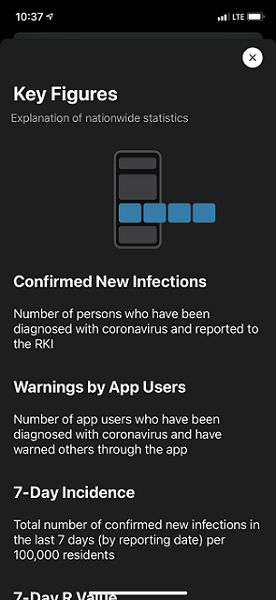 10:37
LTE
Key Figures
Explanation of nationwide statistics
Confirmed New Infections
Number of persons who have been
diagnosed with coronavirus and reported to
the RKI
Warnings by App Users
Number of app users who have been
diagnosed with coronavirus and have
warned others through the app
7-Day Incidence
Total number of confirmed new infections in
the last 7 days (by reporting date) per
100,000 residents
7-Day R Value